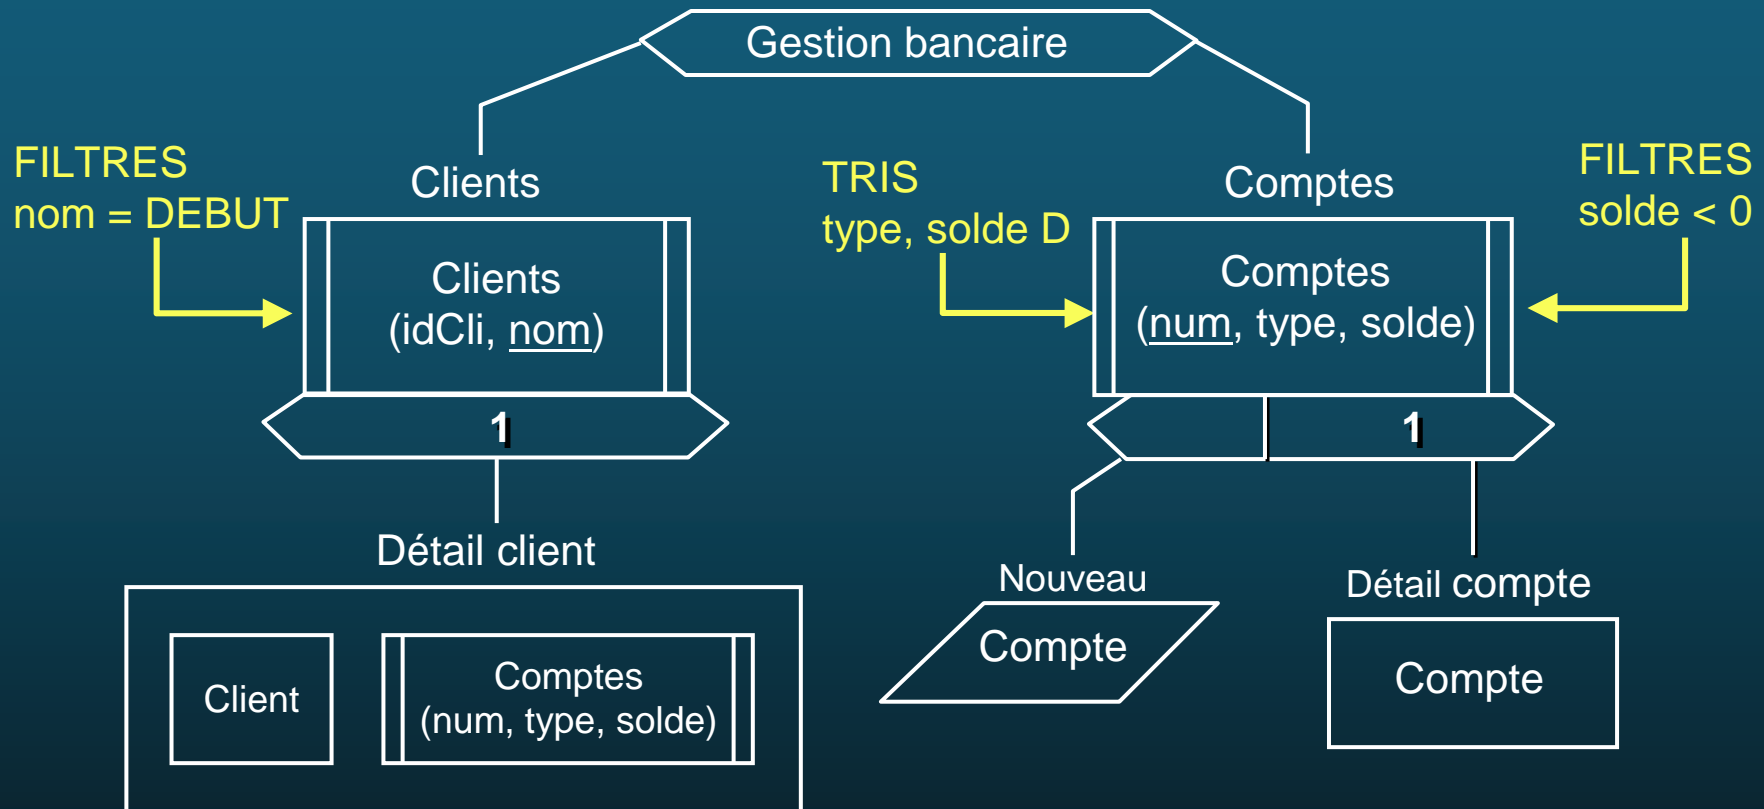 Gestion bancaire
FILTRES
nom = DEBUT
Clients
TRIS
type, solde D
Comptes
FILTRES
solde < 0
Clients
(idCli, nom)
Comptes
(num, type, solde)
1
1
Détail client
Nouveau
Détail compte
Client
Comptes
(num, type, solde)
Compte
Compte